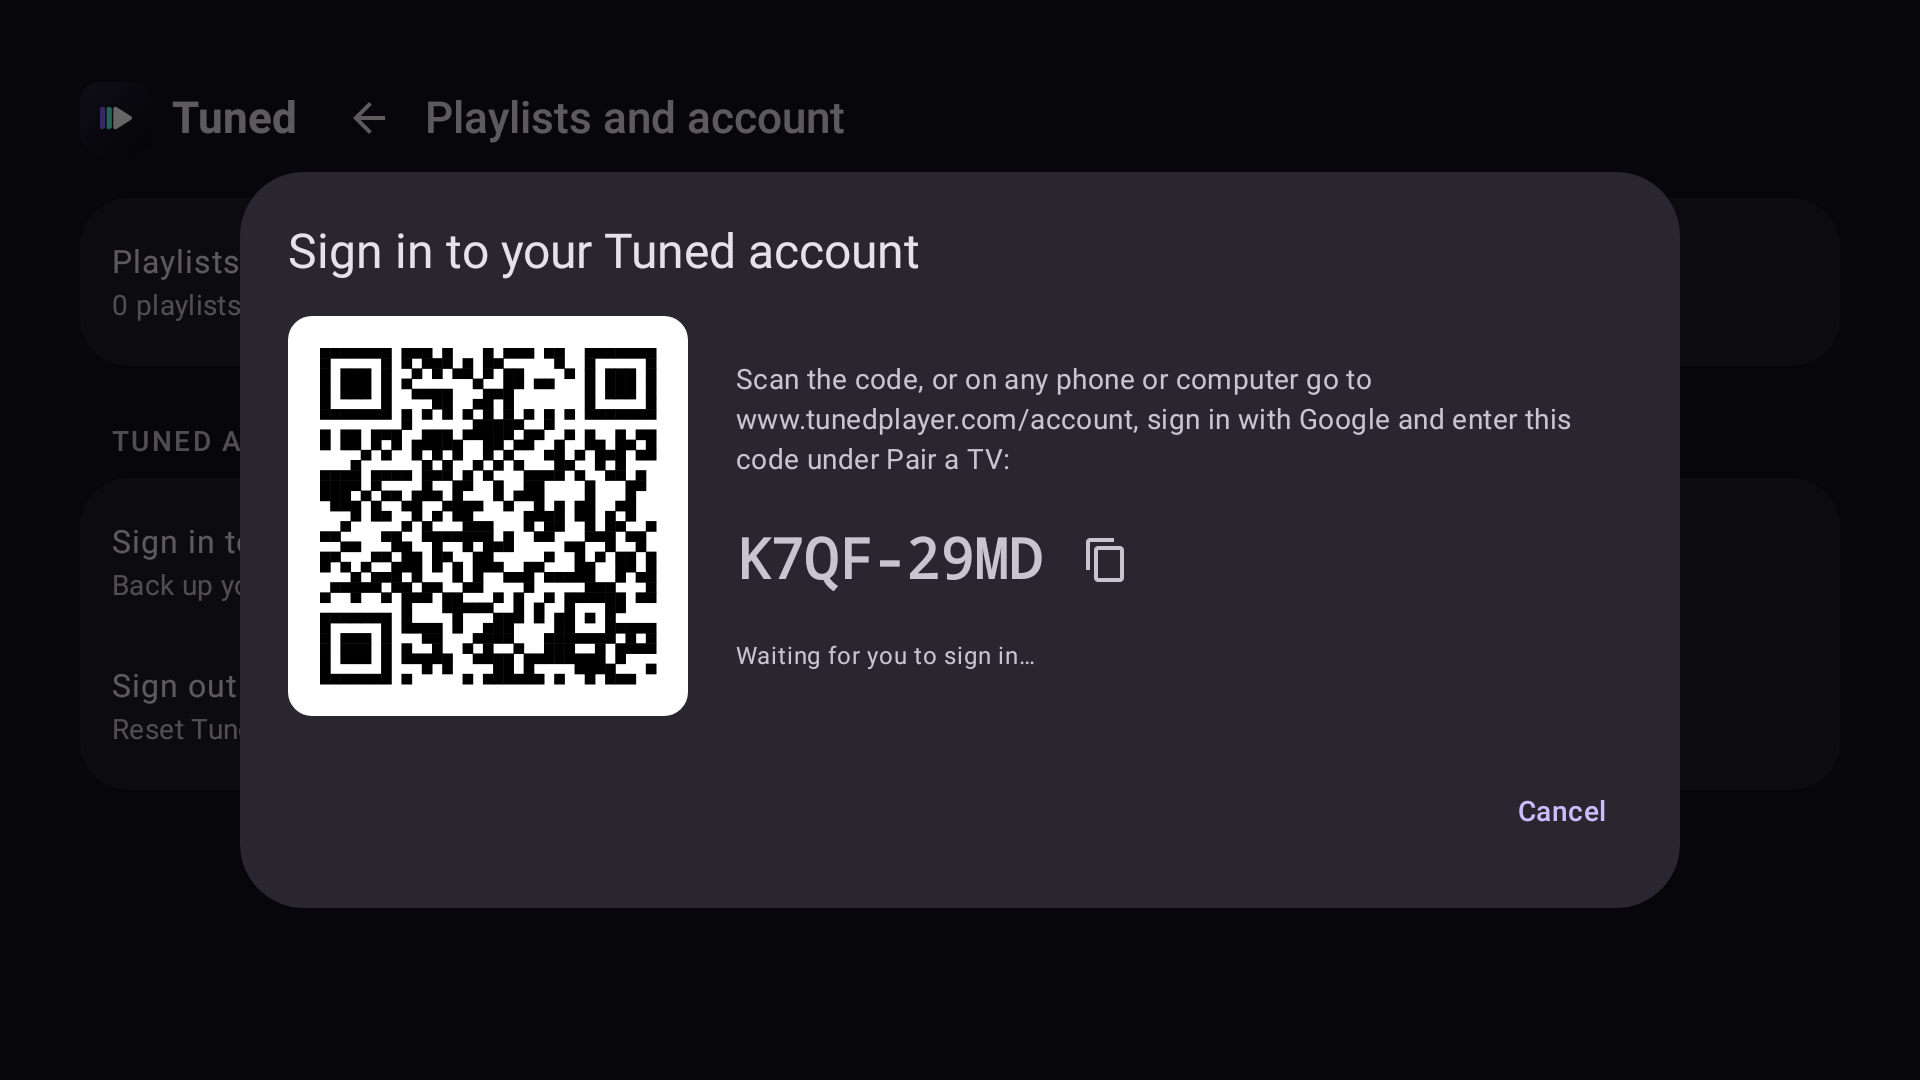 Tuned
Playlists and account
Playlists
0 playlists
TUNED A
Sign in to
Back up yo
Sign out
Reset Tun
Sign in to your Tuned account
Scan the code, or on any phone or computer go to
www.tunedplayer.com/account, sign in with Google and enter this
code under Pair a TV:
K7QF-29MD
Waiting for you to sign in…
Cancel